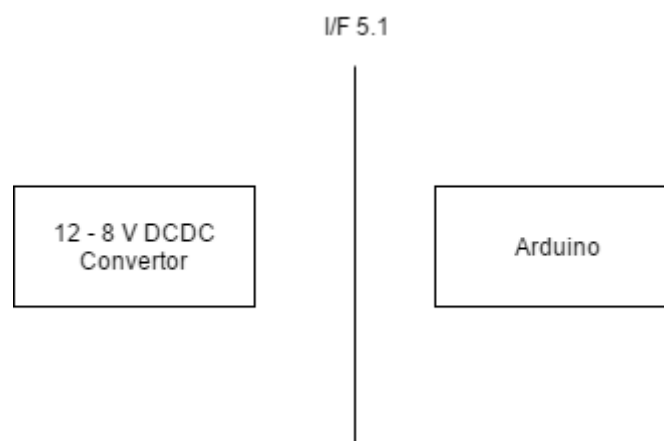 I/F 5.1
12 - 8 V DCDC
Convertor
Arduino